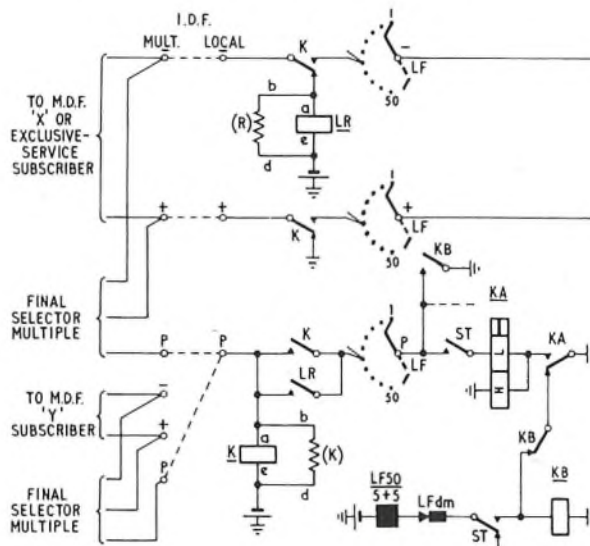 I.D.F.
MULT. LOCAL
- - K 1 - LF 50
b
(R) a e LR
d
TO M.D.F.
'X' OR
EXCLUSIVE-
SERVICE
SUBSCRIBER
+ + K 1 + LF 50
KB
KA
FINAL
SELECTOR
MULTIPLE
P P K 1 P LF 50 ST L H KA
LR
TO M.D.F.
'Y'
SUBSCRIBER
-
+
P
b
K a e (K)
d
KB
FINAL
SELECTOR
MULTIPLE
LF50
5+5
LFdm
ST
KB